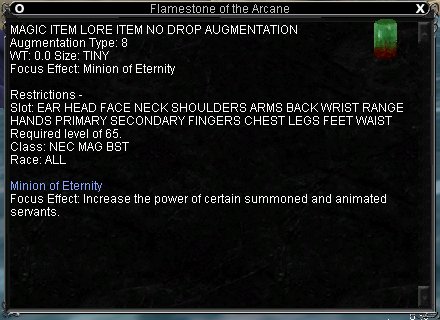 Flamestone of the Arcane
MAGIC ITEM LORE ITEM NO DROP AUGMENTATION
Augmentation Type: 8
WT: 0.0 Size: TINY
Focus Effect: Minion of Eternity
Restrictions -
Slot: EAR HEAD FACE NECK SHOULDERS ARMS BACK WRIST RANGE
HANDS PRIMARY SECONDARY FINGERS CHEST LEGS FEET WAIST
Required level of 65.
Class: NEC MAG BST
Race: ALL
Minion of Eternity
Focus Effect: Increase the power of certain summoned and animated
servants.